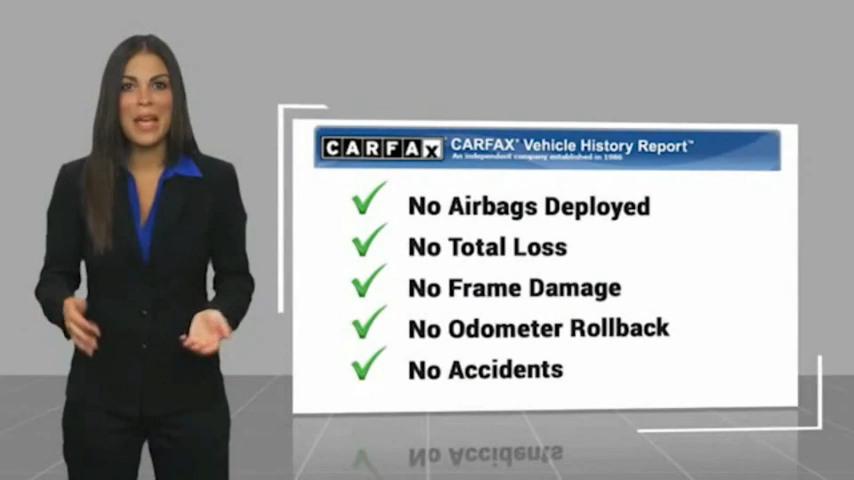 CARFAX CARFAX® Vehicle History Report™
An independent company established in 1986
No Airbags Deployed
No Total Loss
No Frame Damage
No Odometer Rollback
No Accidents
No Accidents